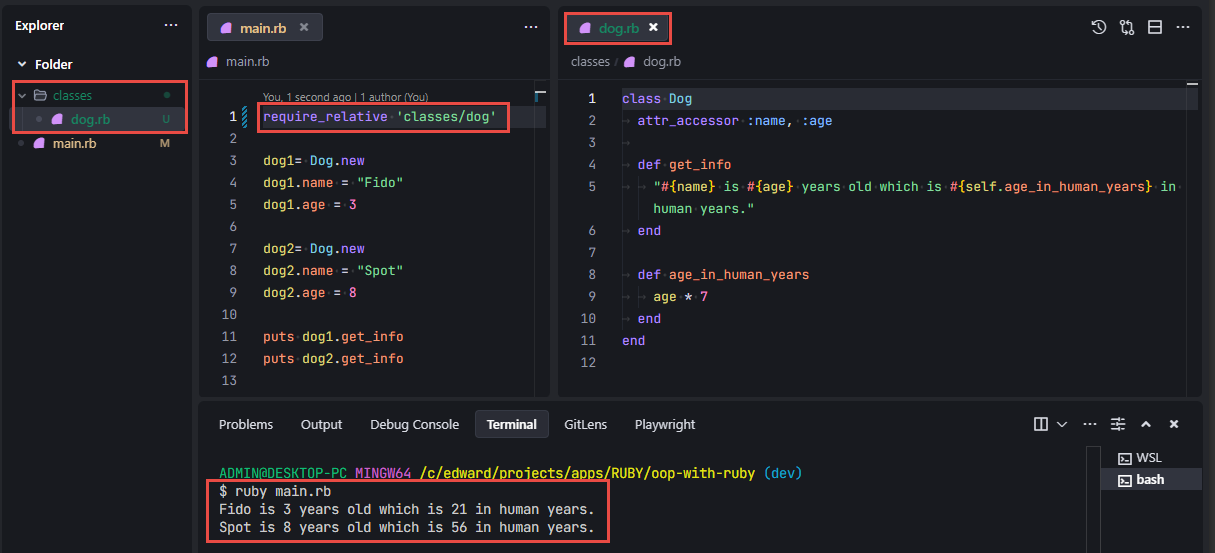 Explorer
...
Folder
classes
dog.rb U
main.rb M
main.rb
...
main.rb
You, 1 second ago | 1 author (You)
1 require_relative 'classes/dog'
2
3 dog1= Dog.new
4 dog1.name = "Fido"
5 dog1.age = 3
6
7 dog2= Dog.new
8 dog2.name = "Spot"
9 dog2.age = 8
10
11 puts dog1.get_info
12 puts dog2.get_info
13
dog.rb
...
classes / dog.rb
1 class Dog
2 attr_accessor :name, :age
3
4 def get_info
5 "#{name} is #{age} years old which is #{self.age_in_human_years} in
human years."
6 end
7
8 def age_in_human_years
9 age * 7
10 end
11 end
12
Problems Output Debug Console Terminal GitLens Playwright
...
ADMIN@DESKTOP-PC MINGW64 /c/edward/projects/apps/RUBY/oop-with-ruby (dev)
$ ruby main.rb
Fido is 3 years old which is 21 in human years.
Spot is 8 years old which is 56 in human years.
WSL
bash